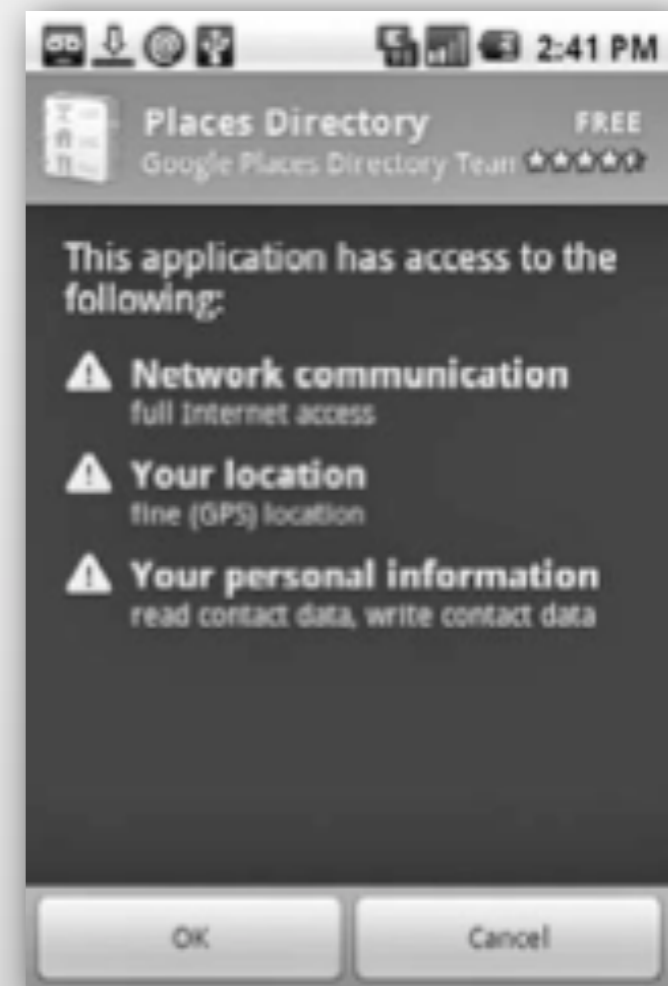 2:41 PM
Places Directory FREE
Google Places Directory Team
This application has access to the
following:
Network communication
full Internet access
Your location
fine (GPS) location
Your personal information
read contact data, write contact data
OK Cancel